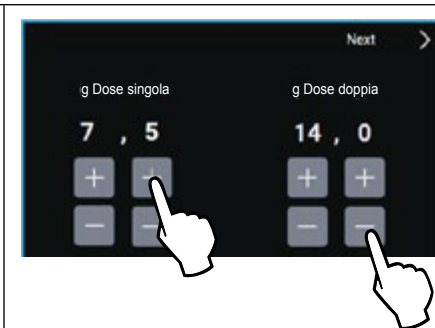 Next >
g Dose singola g Dose doppia
7 , 5 14 , 0
+ + + +
- - - -